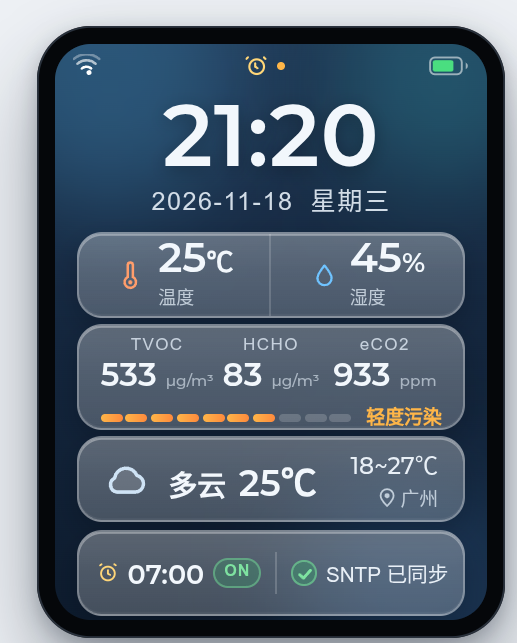 21:20
2026-11-18 星期三
25℃ 45%
温度 湿度
TVOC HCHO eCO2
533 µg/m³ 83 µg/m³ 933 ppm
轻度污染
多云 25℃ 18~27℃
广州
07:00 ON SNTP 已同步